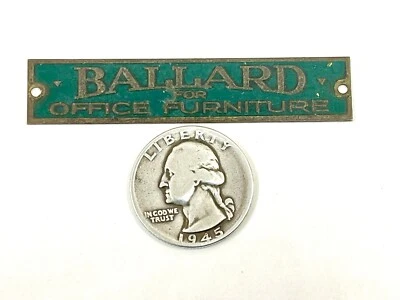 BALLARD
FOR
OFFICE FURNITURE
LIBERTY
IN GOD WE
TRUST
1945